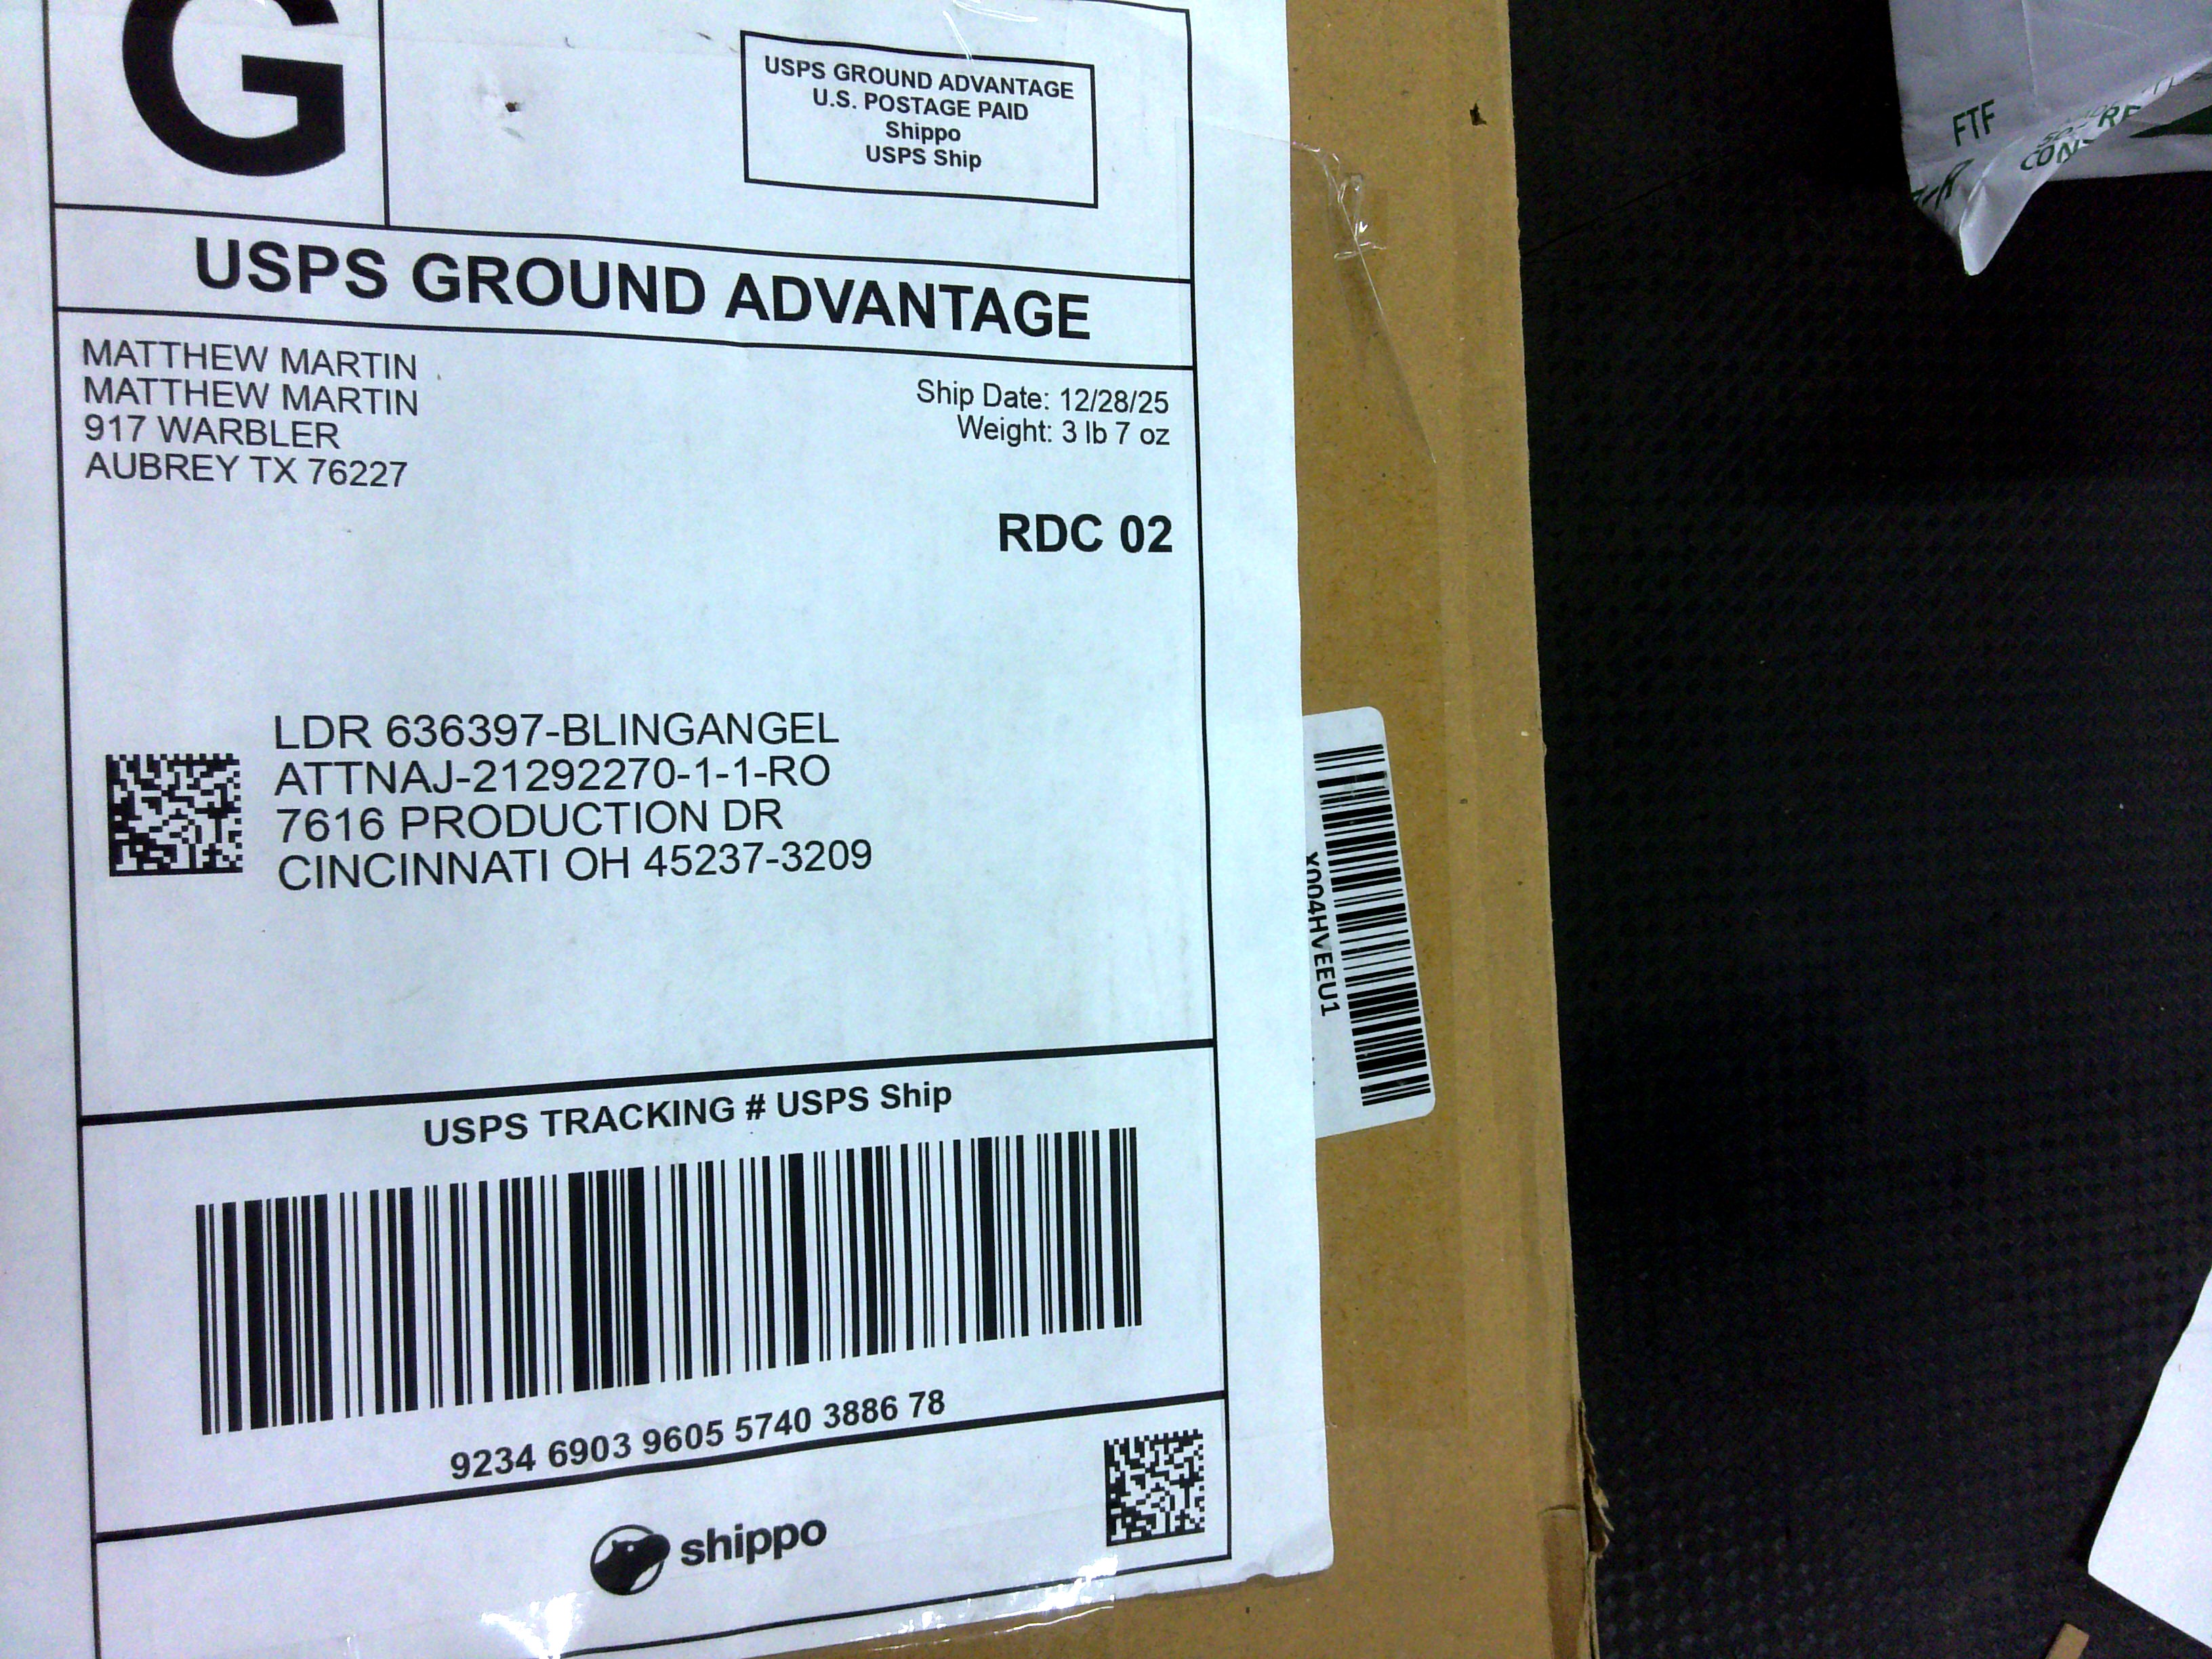 G
USPS GROUND ADVANTAGE
U.S. POSTAGE PAID
Shippo
USPS Ship
USPS GROUND ADVANTAGE
MATTHEW MARTIN
MATTHEW MARTIN
917 WARBLER
AUBREY TX 76227
Ship Date: 12/28/25
Weight: 3 lb 7 oz
RDC 02
LDR 636397-BLINGANGEL
ATTNAJ-21292270-1-1-RO
7616 PRODUCTION DR
CINCINNATI OH 45237-3209
USPS TRACKING # USPS Ship
9234 6903 9605 5740 3886 78
shippo
X004HVEEU1
FTF